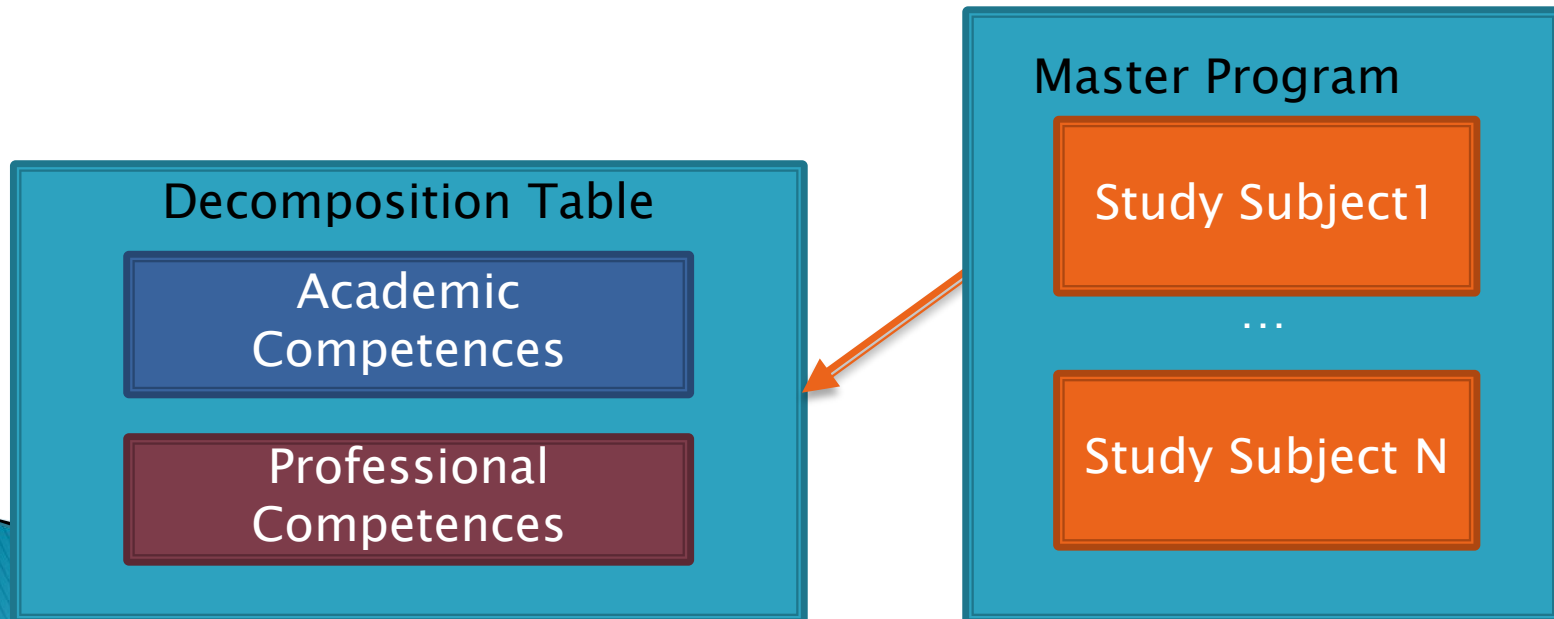 Decomposition Table
Academic
Competences
Professional
Competences
Master Program
Study Subject1
...
Study Subject N